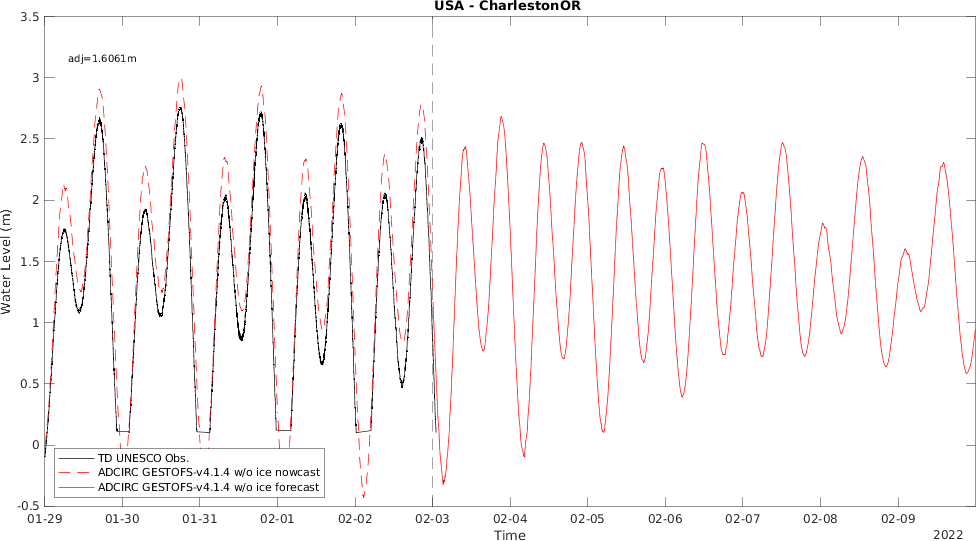 USA - CharlestonOR
3.5
adj=1.6061m
3
2.5
2
Water Level (m)
1.5
1
0.5
0
TD UNESCO Obs.
ADCIRC GESTOFS-v4.1.4 w/o ice nowcast
ADCIRC GESTOFS-v4.1.4 w/o ice forecast
-0.5
01-29 01-30 01-31 02-01 02-02 02-03 02-04 02-05 02-06 02-07 02-08 02-09
Time
2022